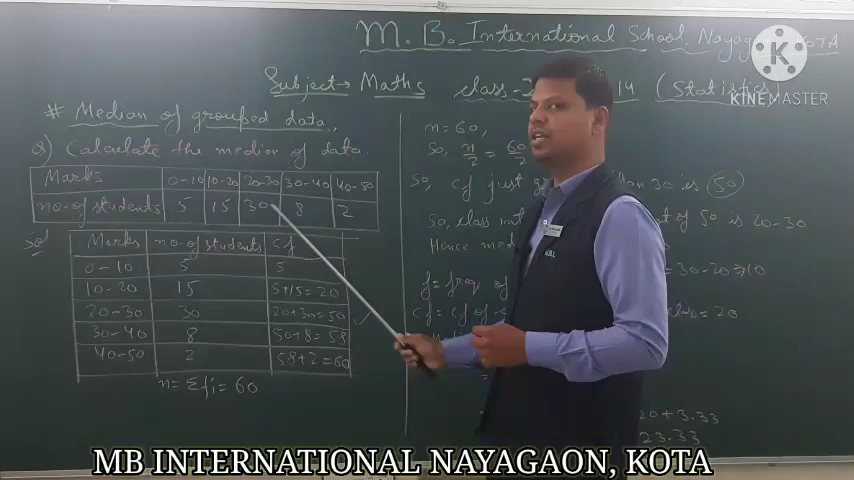 M. B. International School Nayagaon KOTA
KINEMASTER
Subject → Maths class- 14 (Statistics)
# Median of grouped data.,
Q) Calculate the median of data.
Marks 0-10 10-20 20-30 30-40 40-50
no-of students 5 15 30 8 2
Sol
Marks no-of students Cf
0-10 5 5
10-20 15 5+15=20
20-30 30 20+30=50
30-40 8 50+8=58
40-50 2 58+2=60
n= Σfi= 60
n=60,
So, n/2 = 60/2
So, cf just 30 is 50
So, class of 50 is 20-30
Hence
f= freq of =30-20⇒10
cf= cf of =20
20+3.33
23.33
MB INTERNATIONAL NAYAGAON, KOTA